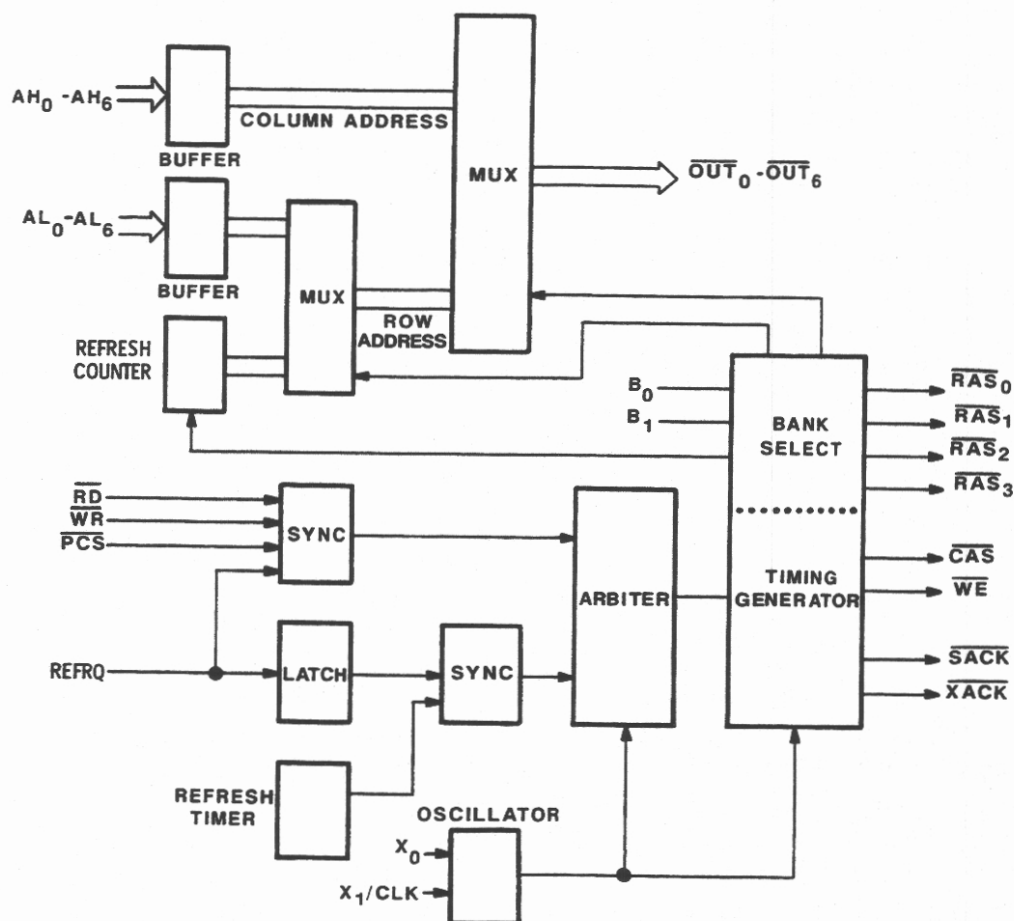 AH0 -AH6
BUFFER
COLUMN ADDRESS
MUX
OUT0 -OUT6
AL0-AL6
BUFFER
MUX
ROW
ADDRESS
REFRESH
COUNTER
B0
B1
BANK
SELECT
RAS0
RAS1
RAS2
RAS3
RD
WR
PCS
SYNC
ARBITER
TIMING
GENERATOR
CAS
WE
REFRQ
LATCH
SYNC
SACK
XACK
REFRESH
TIMER
OSCILLATOR
X0
X1/CLK